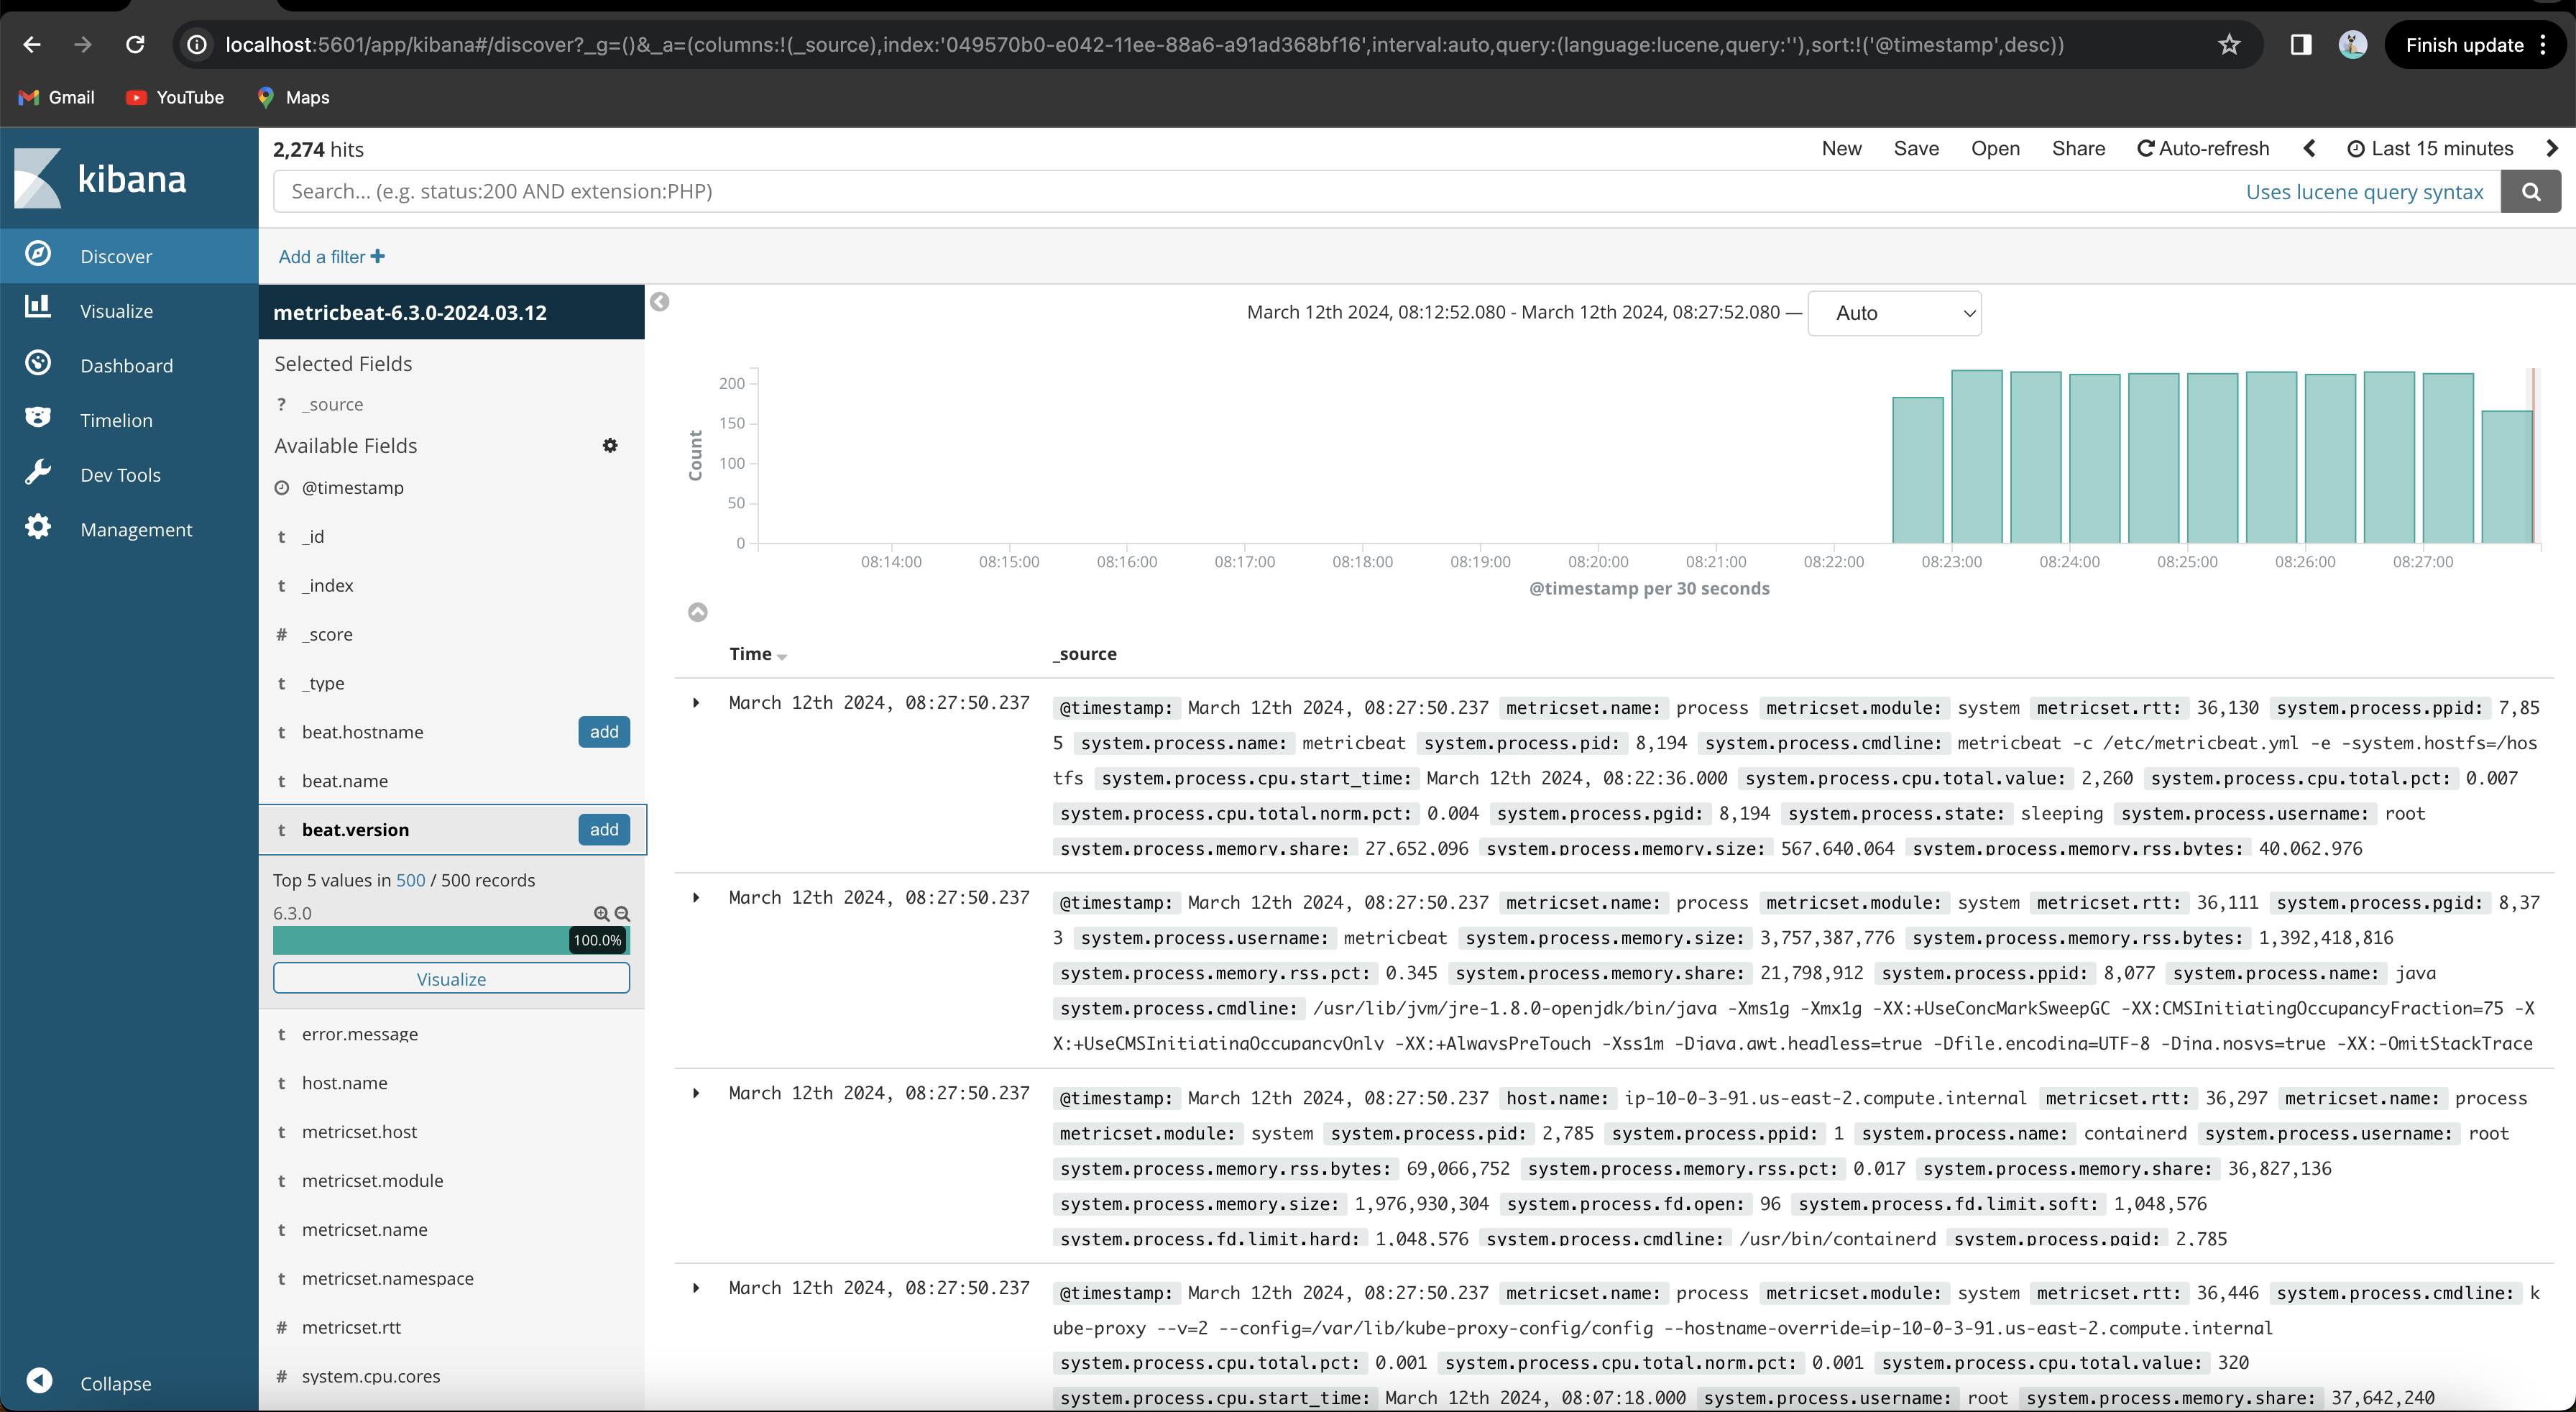 localhost:5601/app/kibana#/discover?_g=()&_a=(columns:!(_source),index:'049570b0-e042-11ee-88a6-a91ad368bf16',interval:auto,query:(language:lucene,query:''),sort:!('@timestamp',desc))
Finish update
Gmail YouTube Maps
kibana
Discover
Visualize
Dashboard
Timelion
Dev Tools
Management
Collapse
2,274 hits
New Save Open Share Auto-refresh Last 15 minutes
Search... (e.g. status:200 AND extension:PHP) Uses lucene query syntax
Add a filter
metricbeat-6.3.0-2024.03.12
Selected Fields
? _source
Available Fields
@timestamp
t _id
t _index
# _score
t _type
t beat.hostname add
t beat.name
t beat.version add
Top 5 values in 500 / 500 records
6.3.0
100.0%
Visualize
t error.message
t host.name
t metricset.host
t metricset.module
t metricset.name
t metricset.namespace
# metricset.rtt
# system.cpu.cores
March 12th 2024, 08:12:52.080 - March 12th 2024, 08:27:52.080 — Auto
Count
200
150
100
50
0
08:14:00 08:15:00 08:16:00 08:17:00 08:18:00 08:19:00 08:20:00 08:21:00 08:22:00 08:23:00 08:24:00 08:25:00 08:26:00 08:27:00
@timestamp per 30 seconds
Time _source
March 12th 2024, 08:27:50.237
@timestamp: March 12th 2024, 08:27:50.237 metricset.name: process metricset.module: system metricset.rtt: 36,130 system.process.ppid: 7,85
5 system.process.name: metricbeat system.process.pid: 8,194 system.process.cmdline: metricbeat -c /etc/metricbeat.yml -e -system.hostfs=/hos
tfs system.process.cpu.start_time: March 12th 2024, 08:22:36.000 system.process.cpu.total.value: 2,260 system.process.cpu.total.pct: 0.007
system.process.cpu.total.norm.pct: 0.004 system.process.pgid: 8,194 system.process.state: sleeping system.process.username: root
system.process.memory.share: 27,652,096 system.process.memory.size: 567,640,064 system.process.memory.rss.bytes: 40,062,976
March 12th 2024, 08:27:50.237
@timestamp: March 12th 2024, 08:27:50.237 metricset.name: process metricset.module: system metricset.rtt: 36,111 system.process.pgid: 8,37
3 system.process.username: metricbeat system.process.memory.size: 3,757,387,776 system.process.memory.rss.bytes: 1,392,418,816
system.process.memory.rss.pct: 0.345 system.process.memory.share: 21,798,912 system.process.ppid: 8,077 system.process.name: java
system.process.cmdline: /usr/lib/jvm/jre-1.8.0-openjdk/bin/java -Xms1g -Xmx1g -XX:+UseConcMarkSweepGC -XX:CMSInitiatingOccupancyFraction=75 -X
X:+UseCMSInitiatingOccupancyOnly -XX:+AlwaysPreTouch -Xss1m -Djava.awt.headless=true -Dfile.encoding=UTF-8 -Djna.nosys=true -XX:-OmitStackTrace
March 12th 2024, 08:27:50.237
@timestamp: March 12th 2024, 08:27:50.237 host.name: ip-10-0-3-91.us-east-2.compute.internal metricset.rtt: 36,297 metricset.name: process
metricset.module: system system.process.pid: 2,785 system.process.ppid: 1 system.process.name: containerd system.process.username: root
system.process.memory.rss.bytes: 69,066,752 system.process.memory.rss.pct: 0.017 system.process.memory.share: 36,827,136
system.process.memory.size: 1,976,930,304 system.process.fd.open: 96 system.process.fd.limit.soft: 1,048,576
system.process.fd.limit.hard: 1,048,576 system.process.cmdline: /usr/bin/containerd system.process.pgid: 2,785
March 12th 2024, 08:27:50.237
@timestamp: March 12th 2024, 08:27:50.237 metricset.name: process metricset.module: system metricset.rtt: 36,446 system.process.cmdline: k
ube-proxy --v=2 --config=/var/lib/kube-proxy-config/config --hostname-override=ip-10-0-3-91.us-east-2.compute.internal
system.process.cpu.total.pct: 0.001 system.process.cpu.total.norm.pct: 0.001 system.process.cpu.total.value: 320
system.process.cpu.start_time: March 12th 2024, 08:07:18.000 system.process.username: root system.process.memory.share: 37,642,240